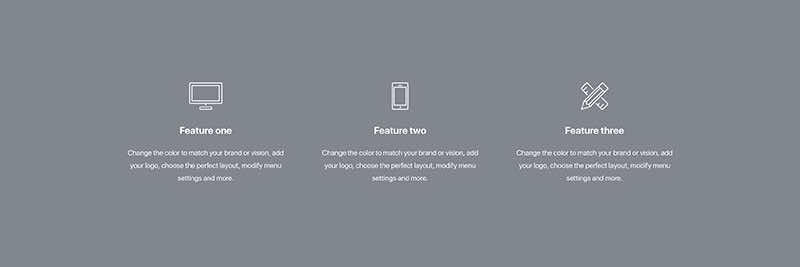 Feature one
Change the color to match your brand or vision, add
your logo, choose the perfect layout, modify menu
settings and more.
Feature two
Change the color to match your brand or vision, add
your logo, choose the perfect layout, modify menu
settings and more.
Feature three
Change the color to match your brand or vision, add
your logo, choose the perfect layout, modify menu
settings and more.